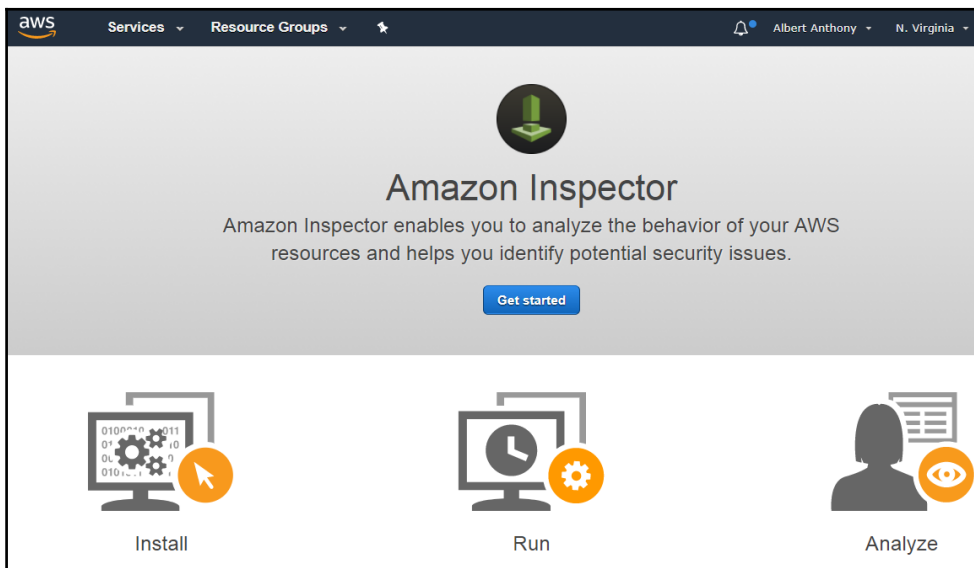 aws Services Resource Groups Albert Anthony N. Virginia
Amazon Inspector
Amazon Inspector enables you to analyze the behavior of your AWS
resources and helps you identify potential security issues.
Get started
Install Run Analyze